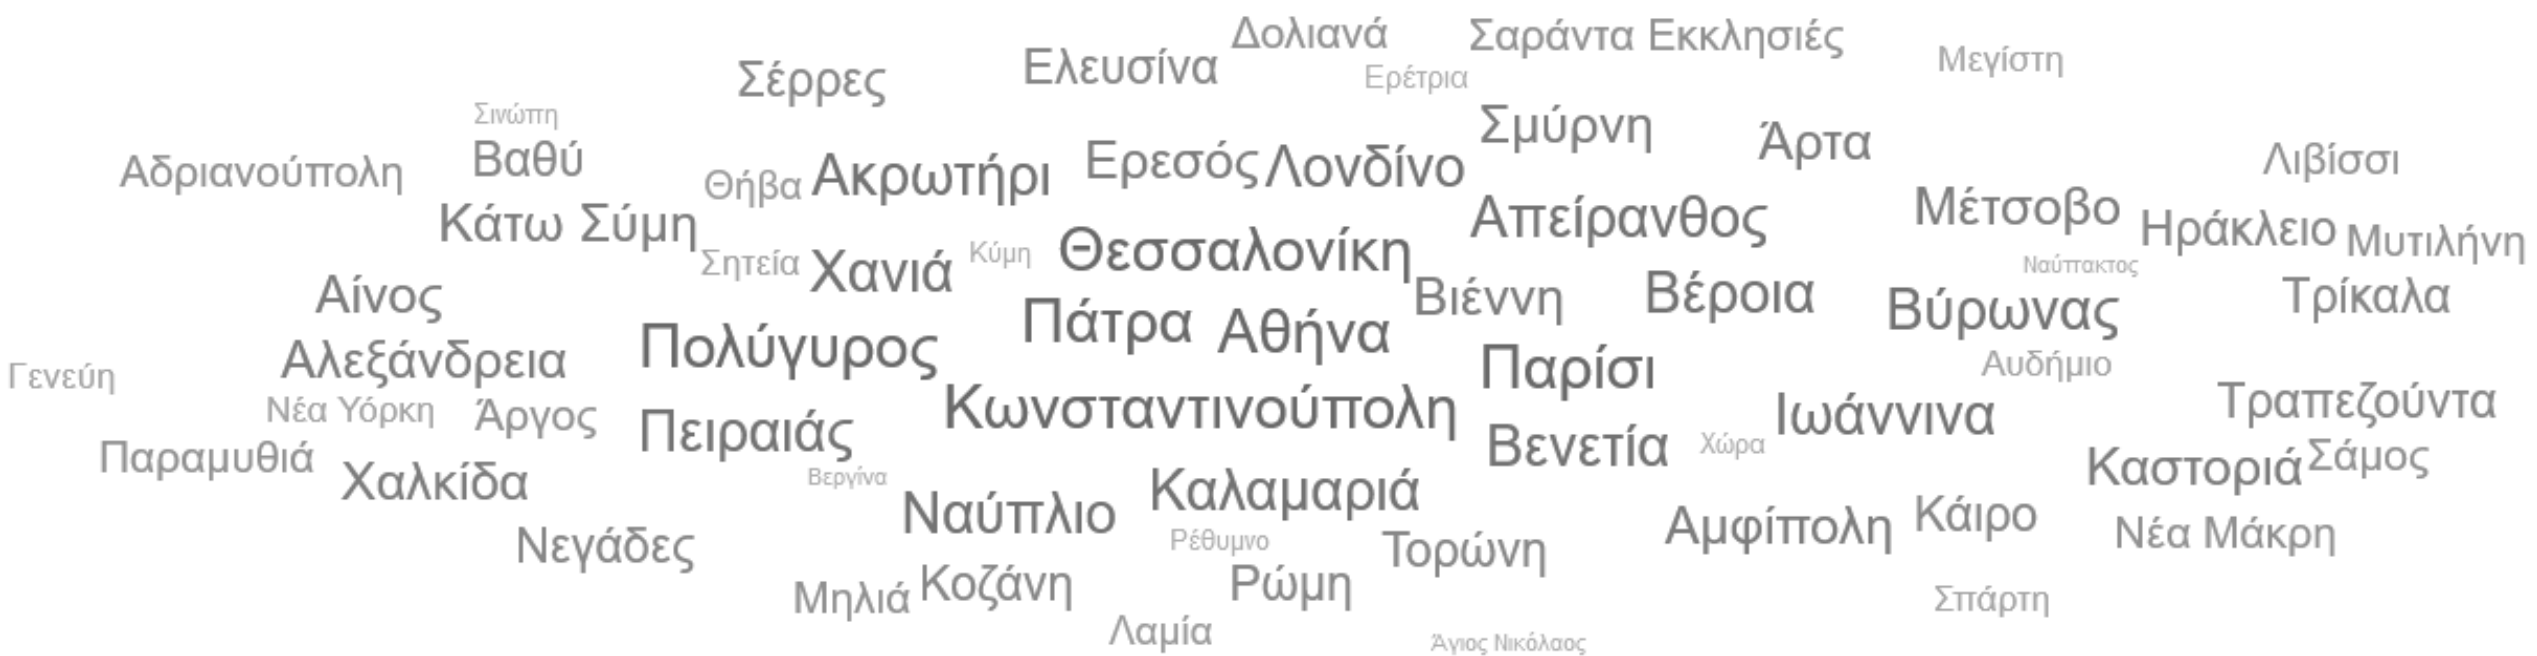 Δολιανά
Σαράντα Εκκλησιές
Μεγίστη
Ελευσίνα
Ερέτρια
Σέρρες
Σινώπη
Σμύρνη
Άρτα
Βαθύ
Λιβίσσι
Αδριανούπολη
Θήβα
Ακρωτήρι
Ερεσός
Λονδίνο
Μέτσοβο
Κάτω Σύμη
Απείρανθος
Ηράκλειο
Μυτιλήνη
Σητεία
Χανιά
Κύμη
Θεσσαλονίκη
Ναύπακτος
Αίνος
Βιέννη
Βέροια
Βύρωνας
Τρίκαλα
Πάτρα
Αθήνα
Πολύγυρος
Αλεξάνδρεια
Παρίσι
Αυδήμιο
Γενεύη
Νέα Υόρκη
Άργος
Κωνσταντινούπολη
Ιωάννινα
Τραπεζούντα
Πειραιάς
Βενετία
Χώρα
Παραμυθιά
Καστοριά
Σάμος
Χαλκίδα
Βεργίνα
Καλαμαριά
Ναύπλιο
Αμφίπολη
Κάιρο
Νέα Μάκρη
Νεγάδες
Ρέθυμνο
Τορώνη
Μηλιά
Κοζάνη
Ρώμη
Σπάρτη
Λαμία
Άγιος Νικόλαος